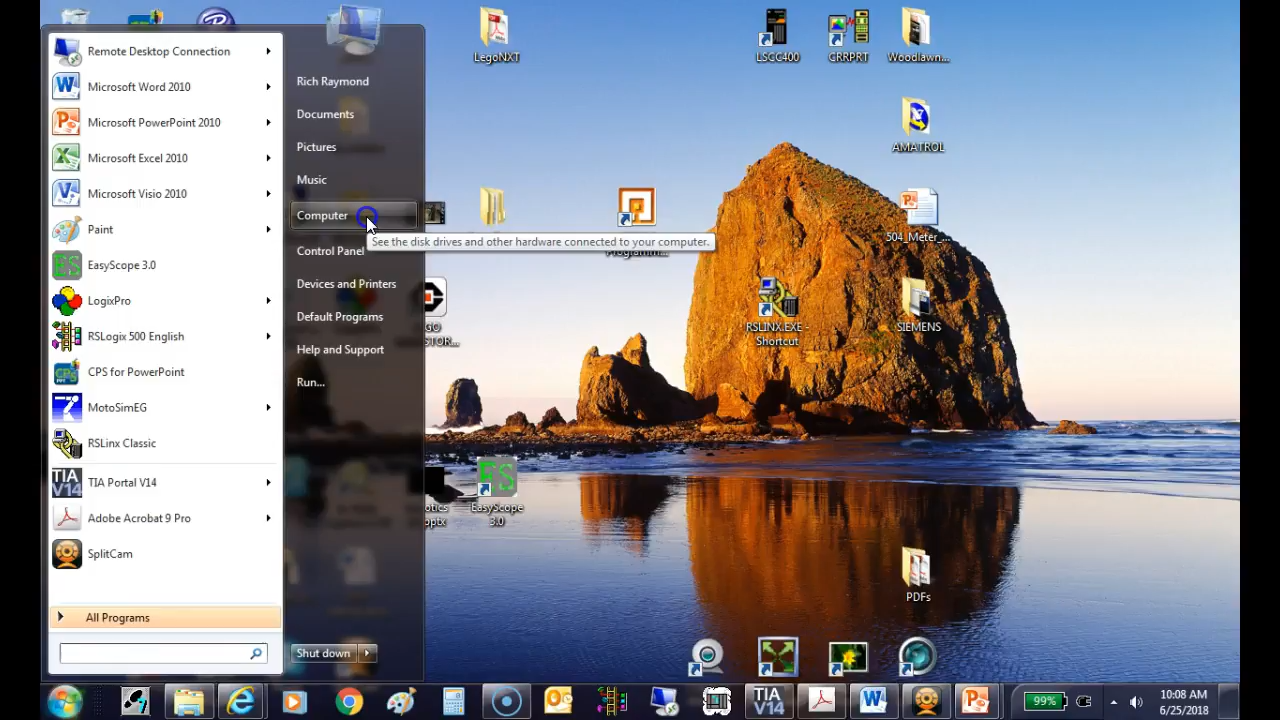 Remote Desktop Connection
Microsoft Word 2010
Microsoft PowerPoint 2010
Microsoft Excel 2010
Microsoft Visio 2010
Paint
EasyScope 3.0
LogixPro
RSLogix 500 English
CPS for PowerPoint
MotoSimEG
RSLinx Classic
TIA Portal V14
Adobe Acrobat 9 Pro
SplitCam
All Programs
Rich Raymond
Documents
Pictures
Music
Computer
See the disk drives and other hardware connected to your computer.
Control Panel
Devices and Printers
Default Programs
Help and Support
Run...
Shut down
LegoNXT
LSCC400
CRRPRT
Woodlawn...
AMATROL
504_Meter_...
RSLINX.EXE -
Shortcut
SIEMENS
EasyScope
3.0
PDFs
TIA
V14
99%
10:08 AM
6/25/2018